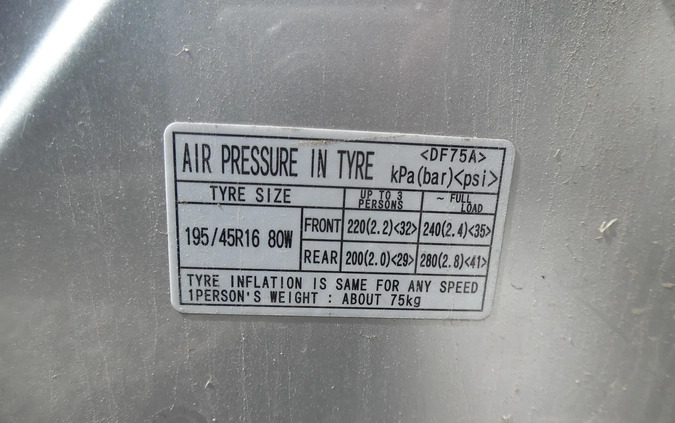 <DF75A>
AIR PRESSURE IN TYRE kPa(bar)<psi>
TYRE SIZE UP TO 3 PERSONS ~ FULL LOAD
195/45R16 80W
FRONT 220(2.2)<32> 240(2.4)<35>
REAR 200(2.0)<29> 280(2.8)<41>
TYRE INFLATION IS SAME FOR ANY SPEED
1PERSON'S WEIGHT : ABOUT 75kg